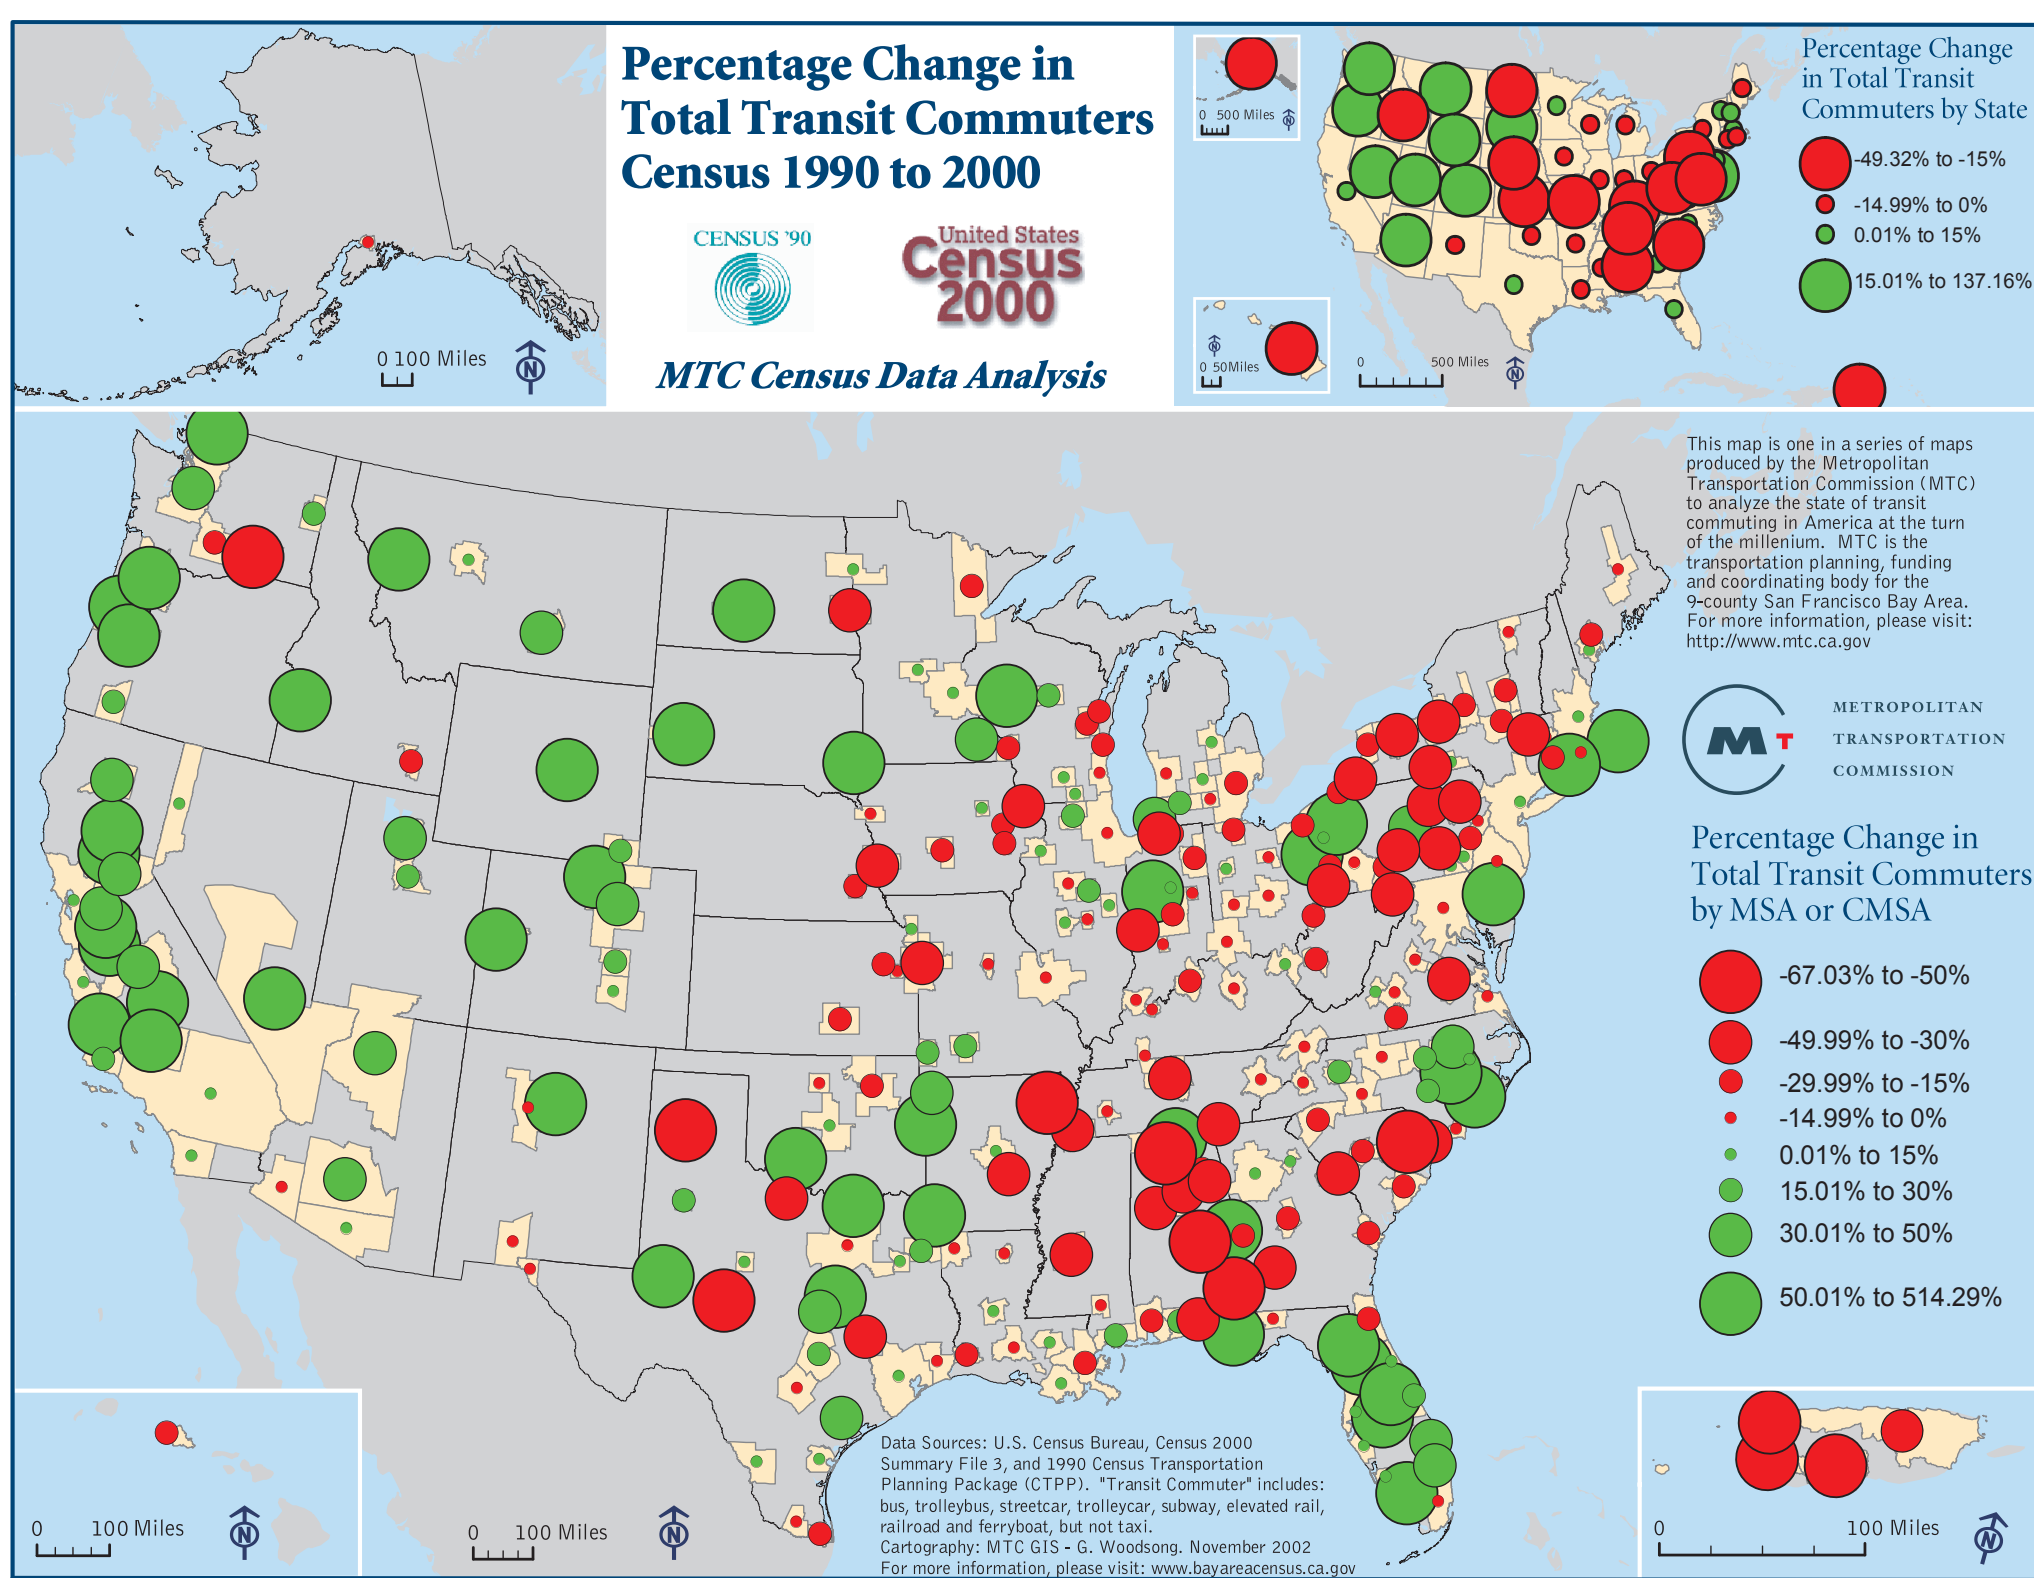 Percentage Change in
Total Transit Commuters
Census 1990 to 2000
CENSUS '90
United States
Census
2000
MTC Census Data Analysis
0 100 Miles
N
0 500 Miles
N
0 50Miles
N
0 500 Miles
N
Percentage Change
in Total Transit
Commuters by State
-49.32% to -15%
-14.99% to 0%
0.01% to 15%
15.01% to 137.16%
This map is one in a series of maps
produced by the Metropolitan
Transportation Commission (MTC)
to analyze the state of transit
commuting in America at the turn
of the millenium. MTC is the
transportation planning, funding
and coordinating body for the
9-county San Francisco Bay Area.
For more information, please visit:
http://www.mtc.ca.gov
MT
METROPOLITAN
TRANSPORTATION
COMMISSION
Percentage Change in
Total Transit Commuters
by MSA or CMSA
-67.03% to -50%
-49.99% to -30%
-29.99% to -15%
-14.99% to 0%
0.01% to 15%
15.01% to 30%
30.01% to 50%
50.01% to 514.29%
Data Sources: U.S. Census Bureau, Census 2000
Summary File 3, and 1990 Census Transportation
Planning Package (CTPP). "Transit Commuter" includes:
bus, trolleybus, streetcar, trolleycar, subway, elevated rail,
railroad and ferryboat, but not taxi.
Cartography: MTC GIS - G. Woodsong. November 2002
For more information, please visit: www.bayareacensus.ca.gov
0 100 Miles
N
0 100 Miles
N
0 100 Miles
N